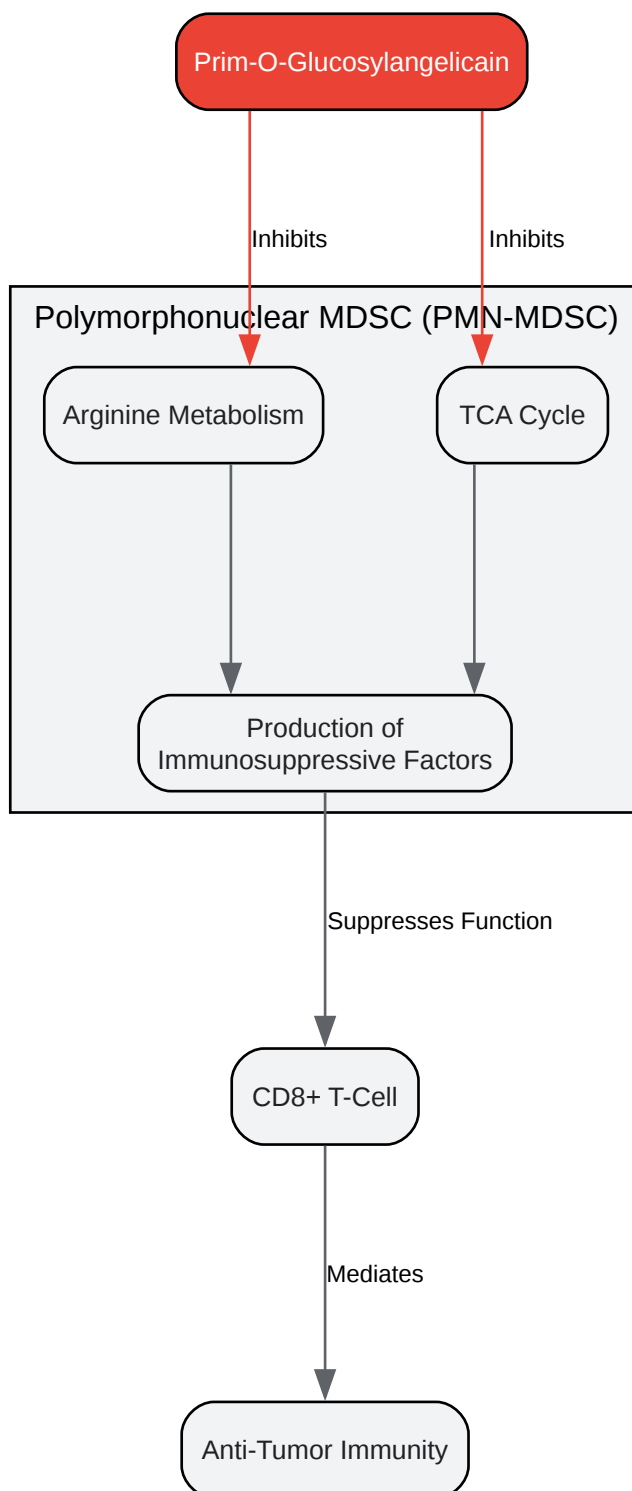 Prim-O-Glucosylangelicain
Inhibits
Inhibits
Polymorphonuclear MDSC (PMN-MDSC)
Arginine Metabolism
TCA Cycle
Production of
Immunosuppressive Factors
Suppresses Function
CD8+ T-Cell
Mediates
Anti-Tumor Immunity